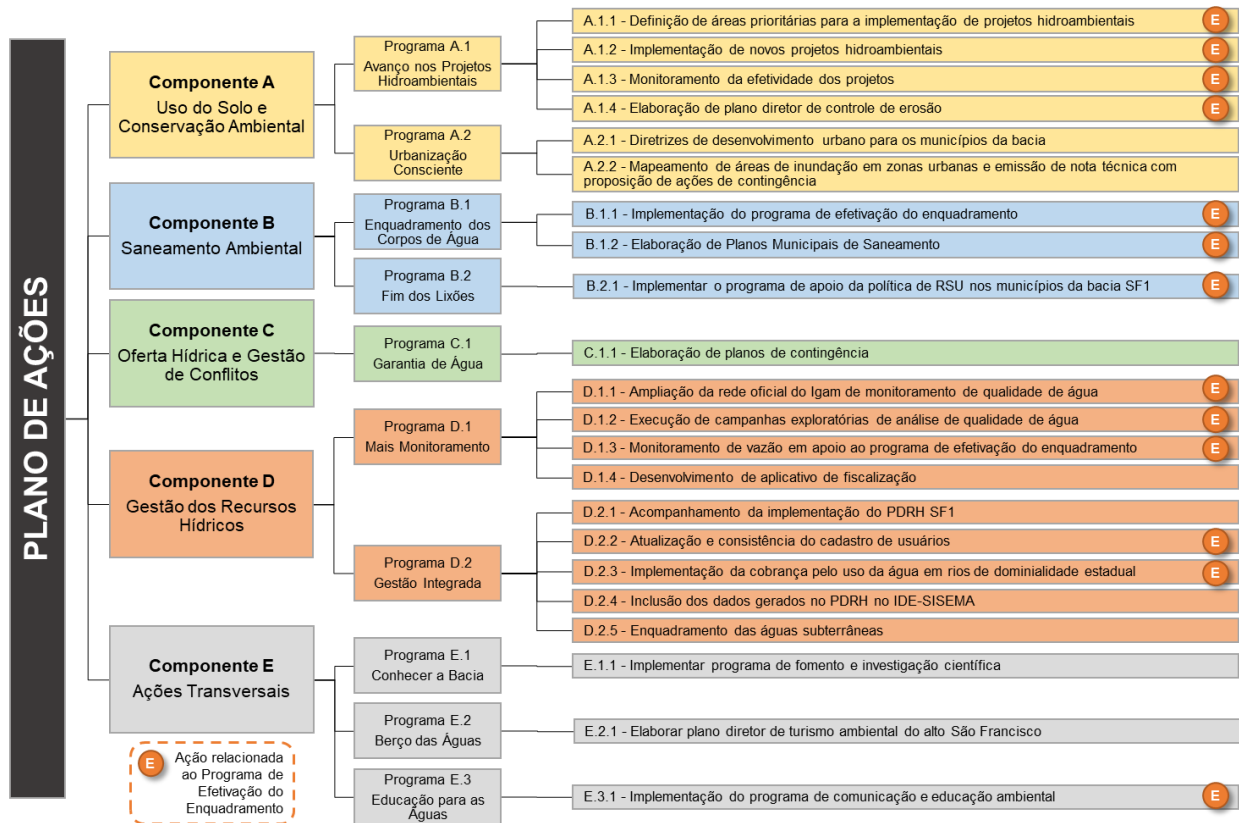 PLANO DE AÇÕES
Componente A
Uso do Solo e
Conservação Ambiental
Programa A.1
Avanço nos Projetos
Hidroambientais
A.1.1 - Definição de áreas prioritárias para a implementação de projetos hidroambientais
E
A.1.2 - Implementação de novos projetos hidroambientais
E
A.1.3 - Monitoramento da efetividade dos projetos
E
A.1.4 - Elaboração de plano diretor de controle de erosão
E
Programa A.2
Urbanização
Consciente
A.2.1 - Diretrizes de desenvolvimento urbano para os municípios da bacia
A.2.2 - Mapeamento de áreas de inundação em zonas urbanas e emissão de nota técnica com
proposição de ações de contingência
Componente B
Saneamento Ambiental
Programa B.1
Enquadramento dos
Corpos de Água
B.1.1 - Implementação do programa de efetivação do enquadramento
E
B.1.2 - Elaboração de Planos Municipais de Saneamento
E
Programa B.2
Fim dos Lixões
B.2.1 - Implementar o programa de apoio da política de RSU nos municípios da bacia SF1
E
Componente C
Oferta Hídrica e Gestão
de Conflitos
Programa C.1
Garantia de Água
C.1.1 - Elaboração de planos de contingência
Componente D
Gestão dos Recursos
Hídricos
Programa D.1
Mais Monitoramento
D.1.1 - Ampliação da rede oficial do Igam de monitoramento de qualidade de água
E
D.1.2 - Execução de campanhas exploratórias de análise de qualidade de água
E
D.1.3 - Monitoramento de vazão em apoio ao programa de efetivação do enquadramento
E
D.1.4 - Desenvolvimento de aplicativo de fiscalização
Programa D.2
Gestão Integrada
D.2.1 - Acompanhamento da implementação do PDRH SF1
D.2.2 - Atualização e consistência do cadastro de usuários
E
D.2.3 - Implementação da cobrança pelo uso da água em rios de dominialidade estadual
E
D.2.4 - Inclusão dos dados gerados no PDRH no IDE-SISEMA
D.2.5 - Enquadramento das águas subterrâneas
Componente E
Ações Transversais
Programa E.1
Conhecer a Bacia
E.1.1 - Implementar programa de fomento e investigação científica
Programa E.2
Berço das Águas
E.2.1 - Elaborar plano diretor de turismo ambiental do alto São Francisco
Programa E.3
Educação para as
Águas
E.3.1 - Implementação do programa de comunicação e educação ambiental
E
E
Ação relacionada
ao Programa de
Efetivação do
Enquadramento